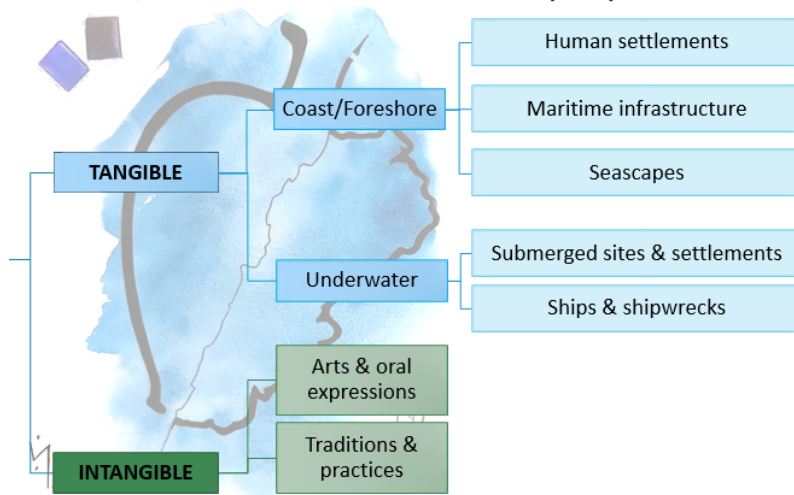 Human settlements
Coast/Foreshore
Maritime infrastructure
TANGIBLE
Seascapes
Underwater
Submerged sites & settlements
Ships & shipwrecks
Arts & oral
expressions
INTANGIBLE
Traditions &
practices